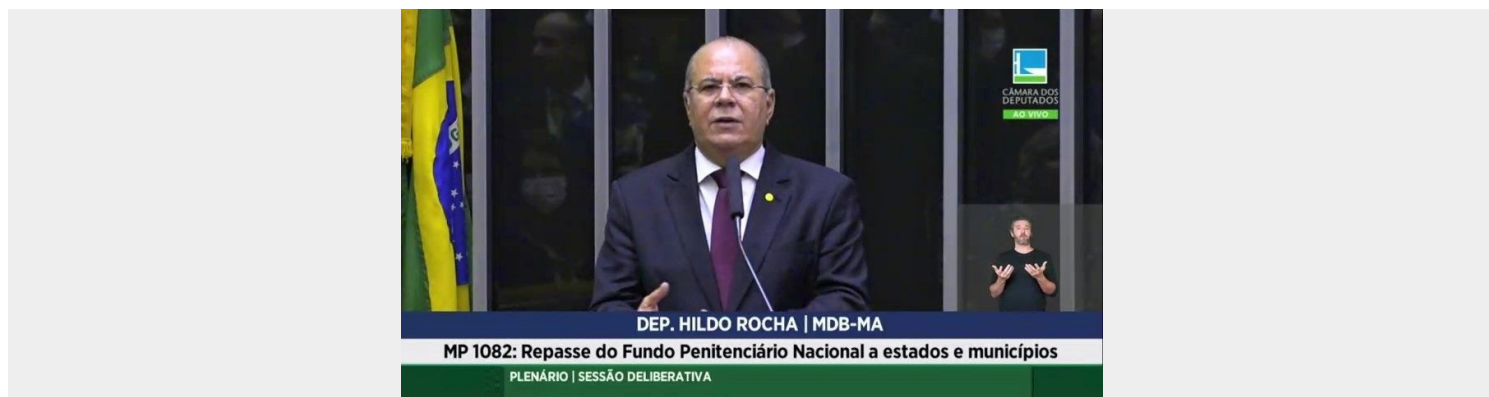 CÂMARA DOS
DEPUTADOS
AO VIVO
DEP. HILDO ROCHA | MDB-MA
MP 1082: Repasse do Fundo Penitenciário Nacional a estados e municípios
PLENÁRIO | SESSÃO DELIBERATIVA